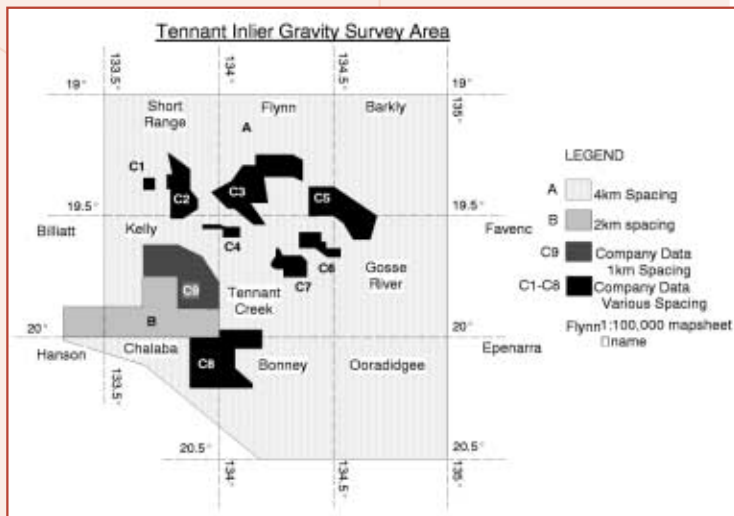 Tennant Inlier Gravity Survey Area
133.5°
134°
134.5°
19°
19°
135°
Short
Range
Flynn
Barkly
A
C1
C2
C3
C5
19.5°
19.5°
Billiatt
Kelly
C4
Favenc
C6
C7
Gosse
River
C9
Tennant
Creek
B
20°
20°
Hanson
Chalaba
C8
Bonney
Ooradidgee
Epenarra
133.5°
20.5°
20.5°
134°
134.5°
135°
LEGEND
A 4km Spacing
B 2km spacing
C9 Company Data
1km Spacing
C1-C8 Company Data
Various Spacing
Flynn 1:100,000 mapsheet
□name